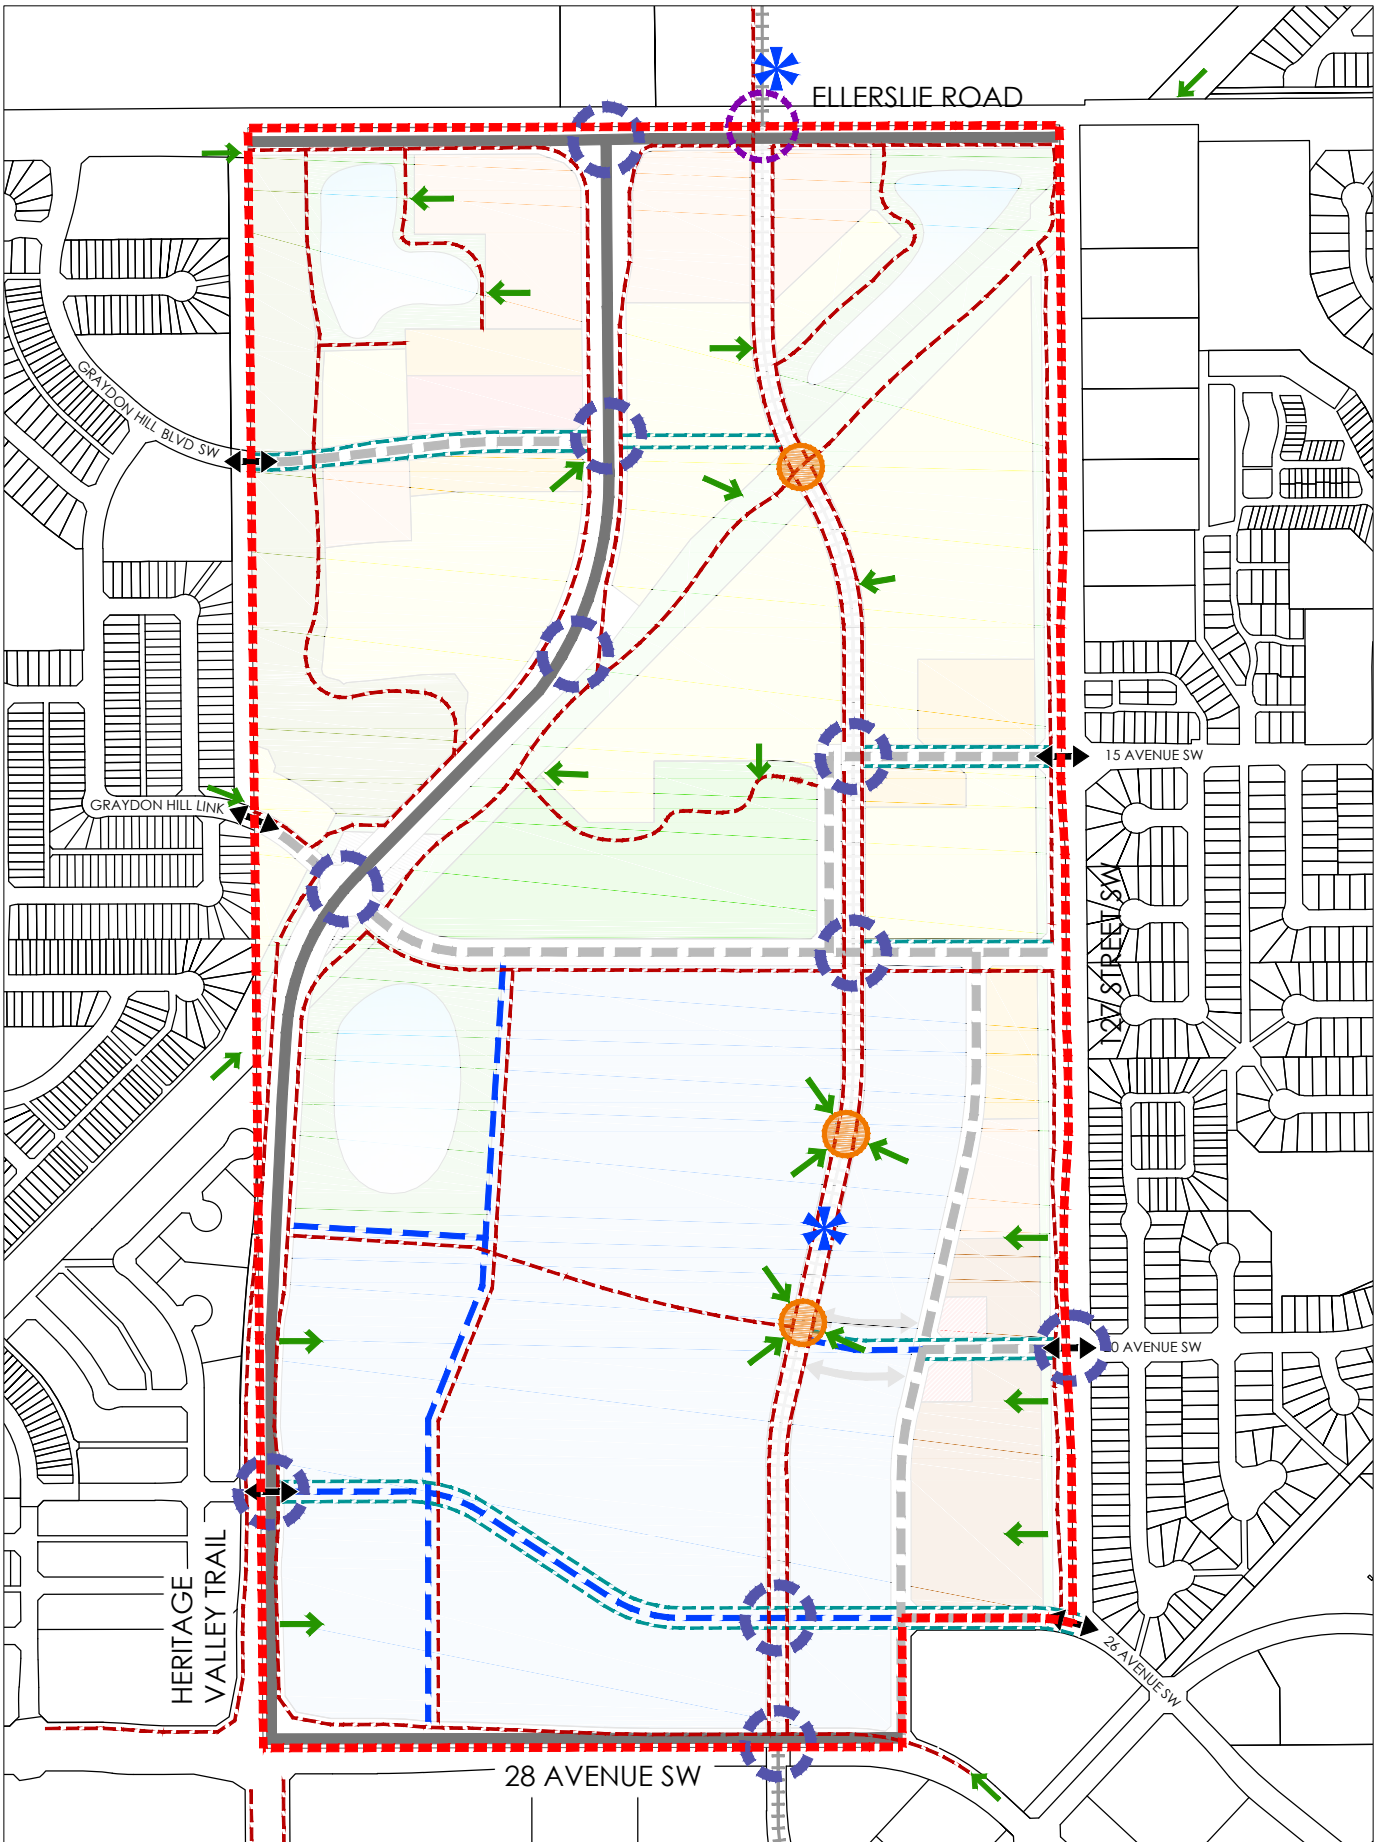 ELLERSLIE ROAD
GRAYDON HILL BLVD SW
15 AVENUE SW
GRAYDON HILL LINK
127 STREET SW
0 AVENUE SW
HERITAGE
VALLEY TRAIL
26 AVENUE SW
28 AVENUE SW